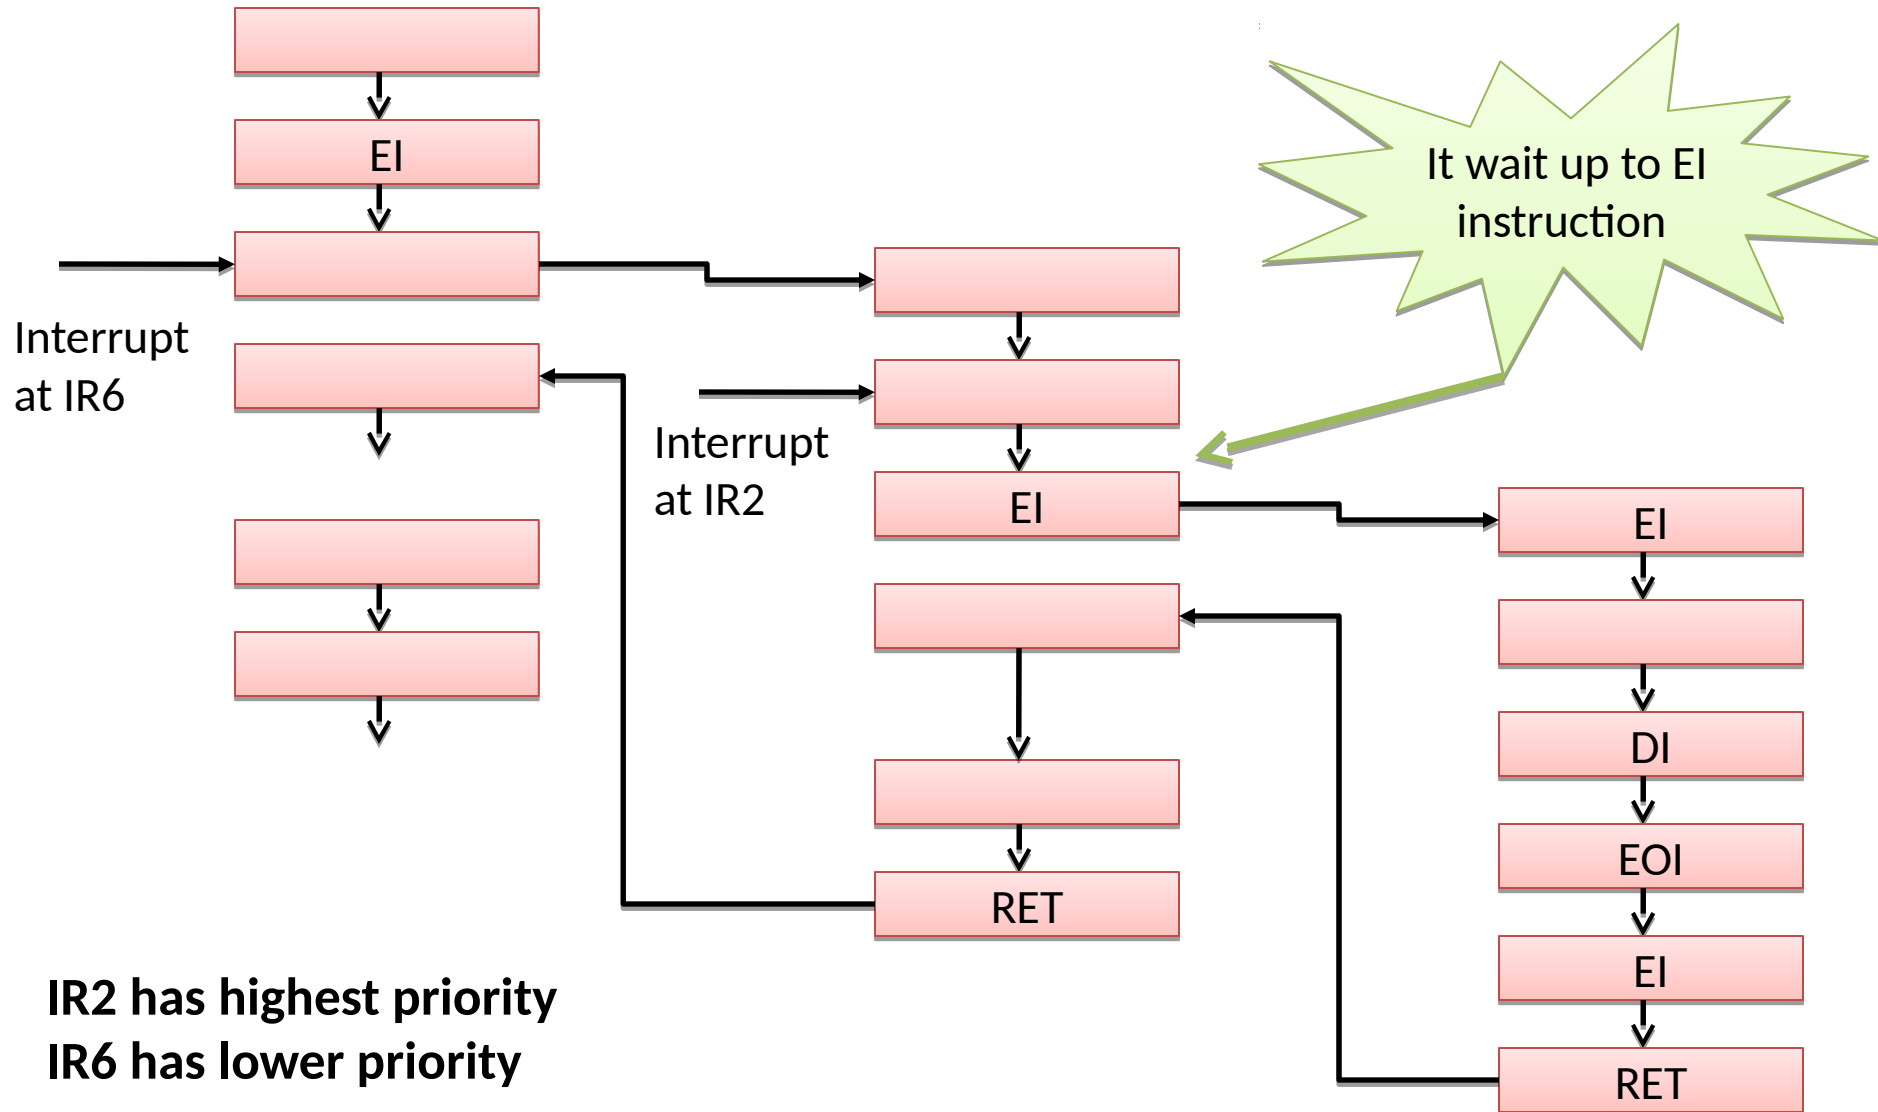 EI
Interrupt
at IR6
Interrupt
at IR2
EI
RET
It wait up to EI
instruction
EI
DI
EOI
EI
RET
IR2 has highest priority
IR6 has lower priority